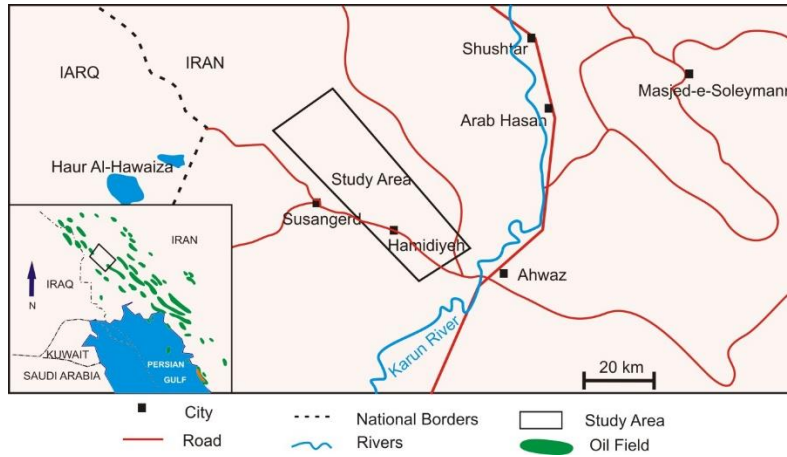 Shushtar
IARQ
IRAN
Masjed-e-Soleymann
Arab Hasan
Haur Al-Hawaiza
Study Area
Susangerd
Hamidiyeh
Ahwaz
Karun River
20 km
IRAN
IRAQ
N
KUWAIT
SAUDI ARABIA
PERSIAN
GULF
City
National Borders
Study Area
Road
Rivers
Oil Field